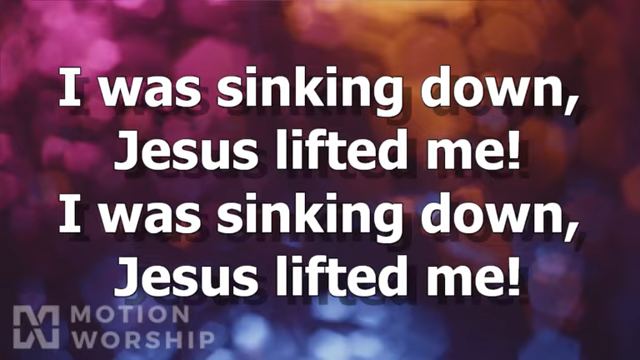 I was sinking down,
Jesus lifted me!
I was sinking down,
Jesus lifted me!
MOTION
WORSHIP